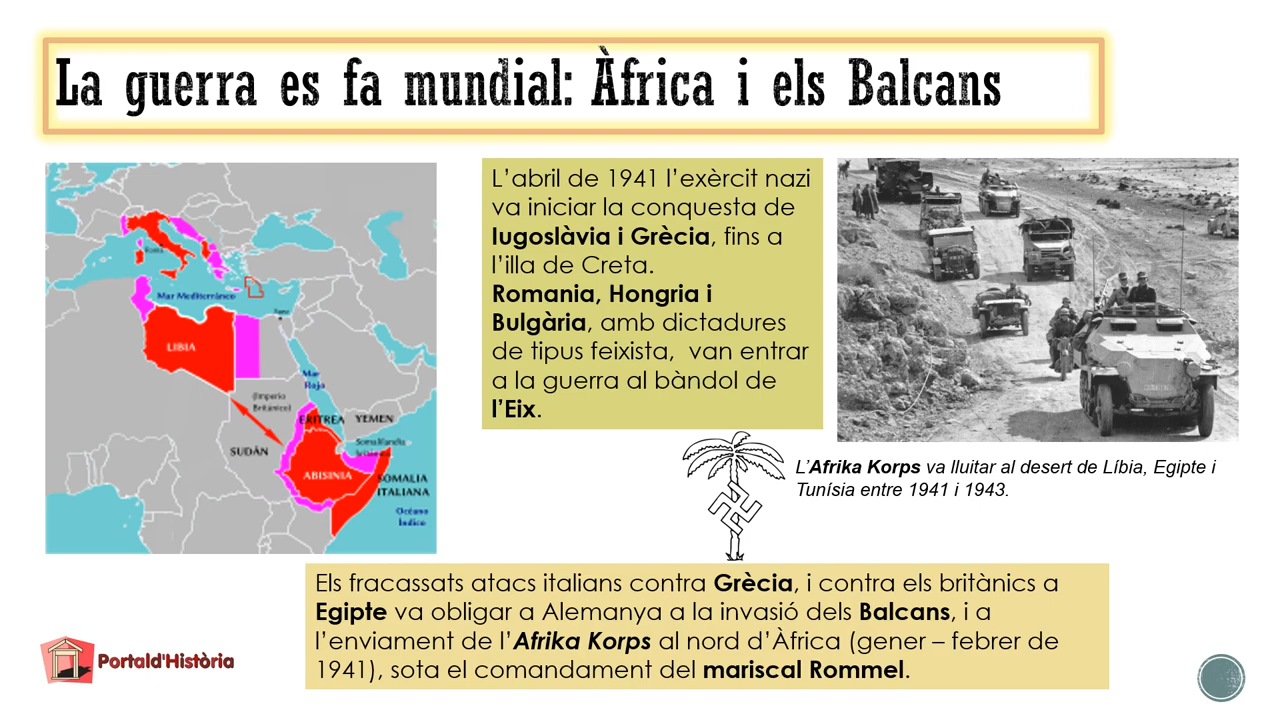 La guerra es fa mundial: Àfrica i els Balcans
L'abril de 1941 l'exèrcit nazi
va iniciar la conquesta de
Iugoslàvia i Grècia, fins a
l'illa de Creta.
Romania, Hongria i
Bulgària, amb dictadures
de tipus feixista, van entrar
a la guerra al bàndol de
l'Eix.
Roma
Mar Mediterráneo
LIBIA
Mar
Rojo
(Imperio
Británico)
ERITREA
YEMEN
SUDÁN
Somalilandia
británica
ABISINIA
SOMALIA
ITALIANA
Océano
Índico
L'Afrika Korps va lluitar al desert de Líbia, Egipte i
Tunísia entre 1941 i 1943.
Els fracassats atacs italians contra Grècia, i contra els britànics a
Egipte va obligar a Alemanya a la invasió dels Balcans, i a
l'enviament de l'Afrika Korps al nord d'Àfrica (gener – febrer de
1941), sota el comandament del mariscal Rommel.
Portald'Història